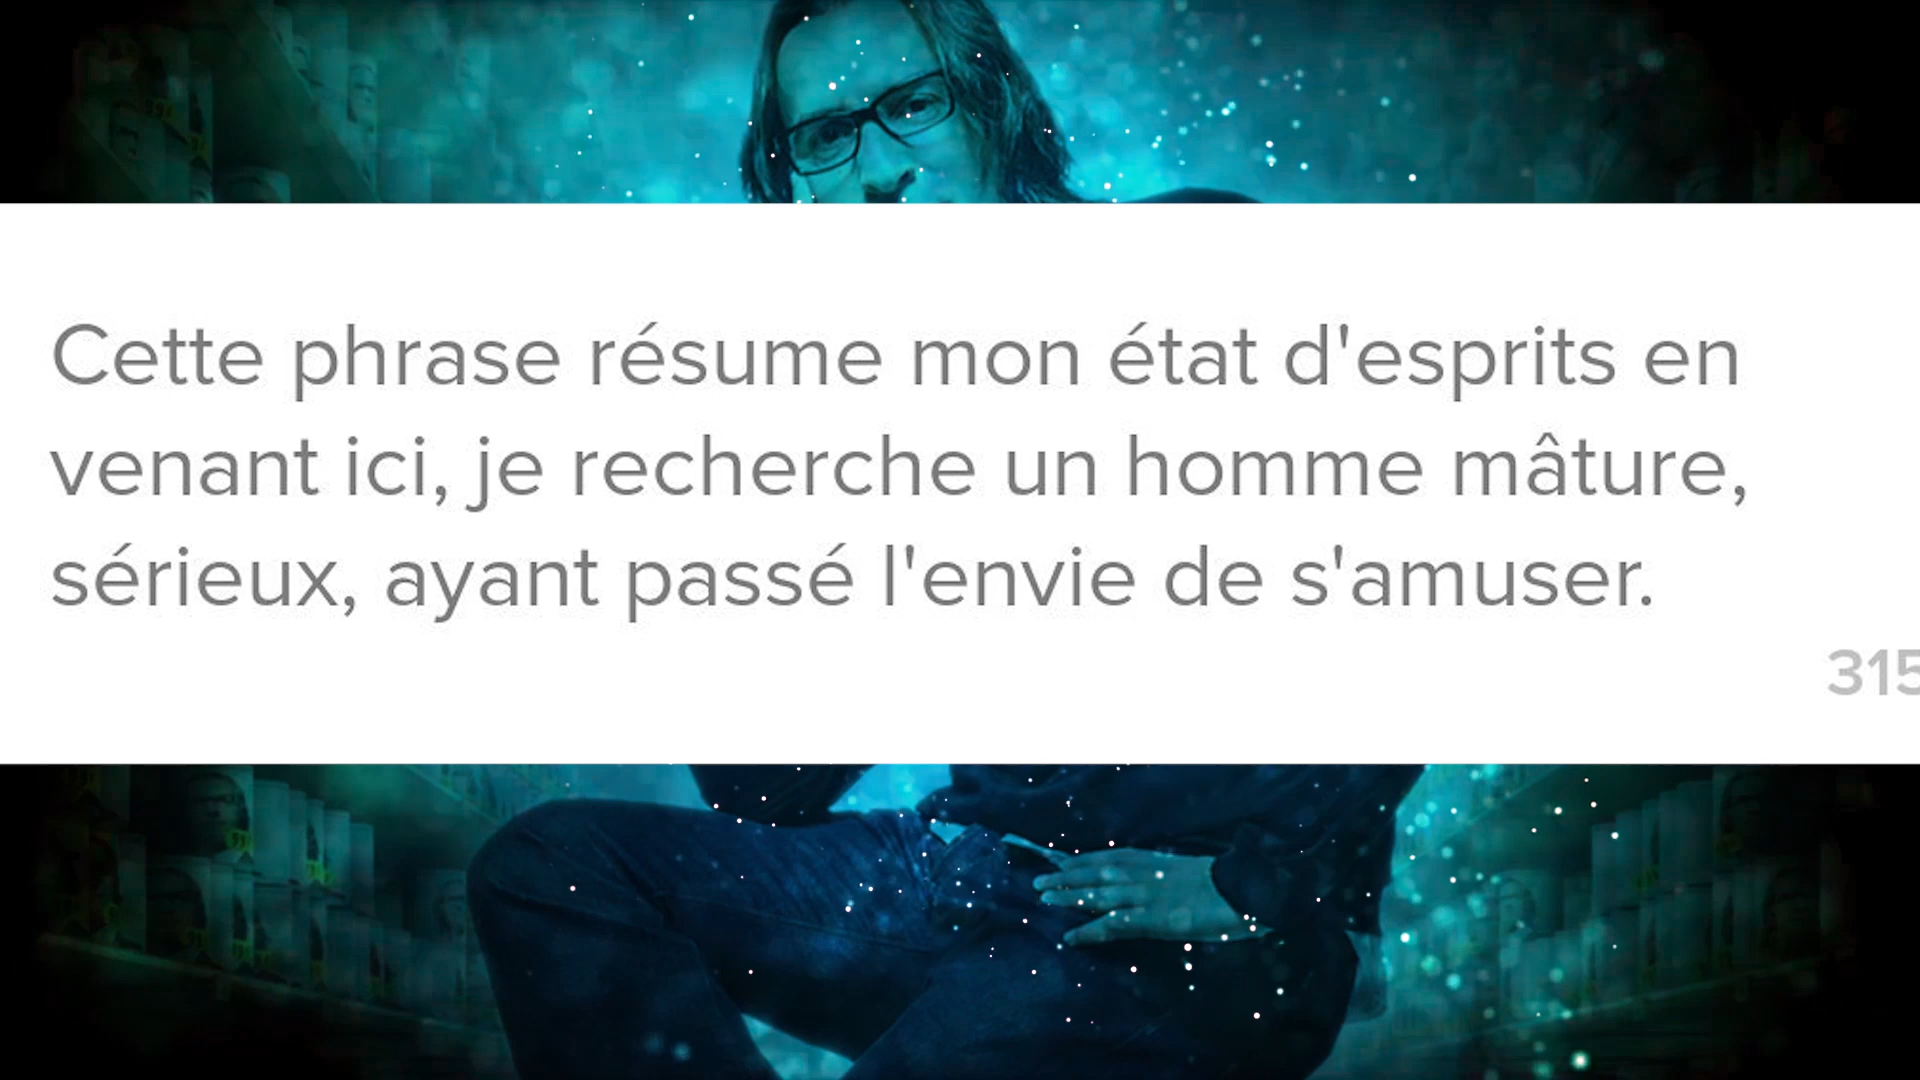 Cette phrase résume mon état d'esprits en
venant ici, je recherche un homme mâture,
sérieux, ayant passé l'envie de s'amuser.
315